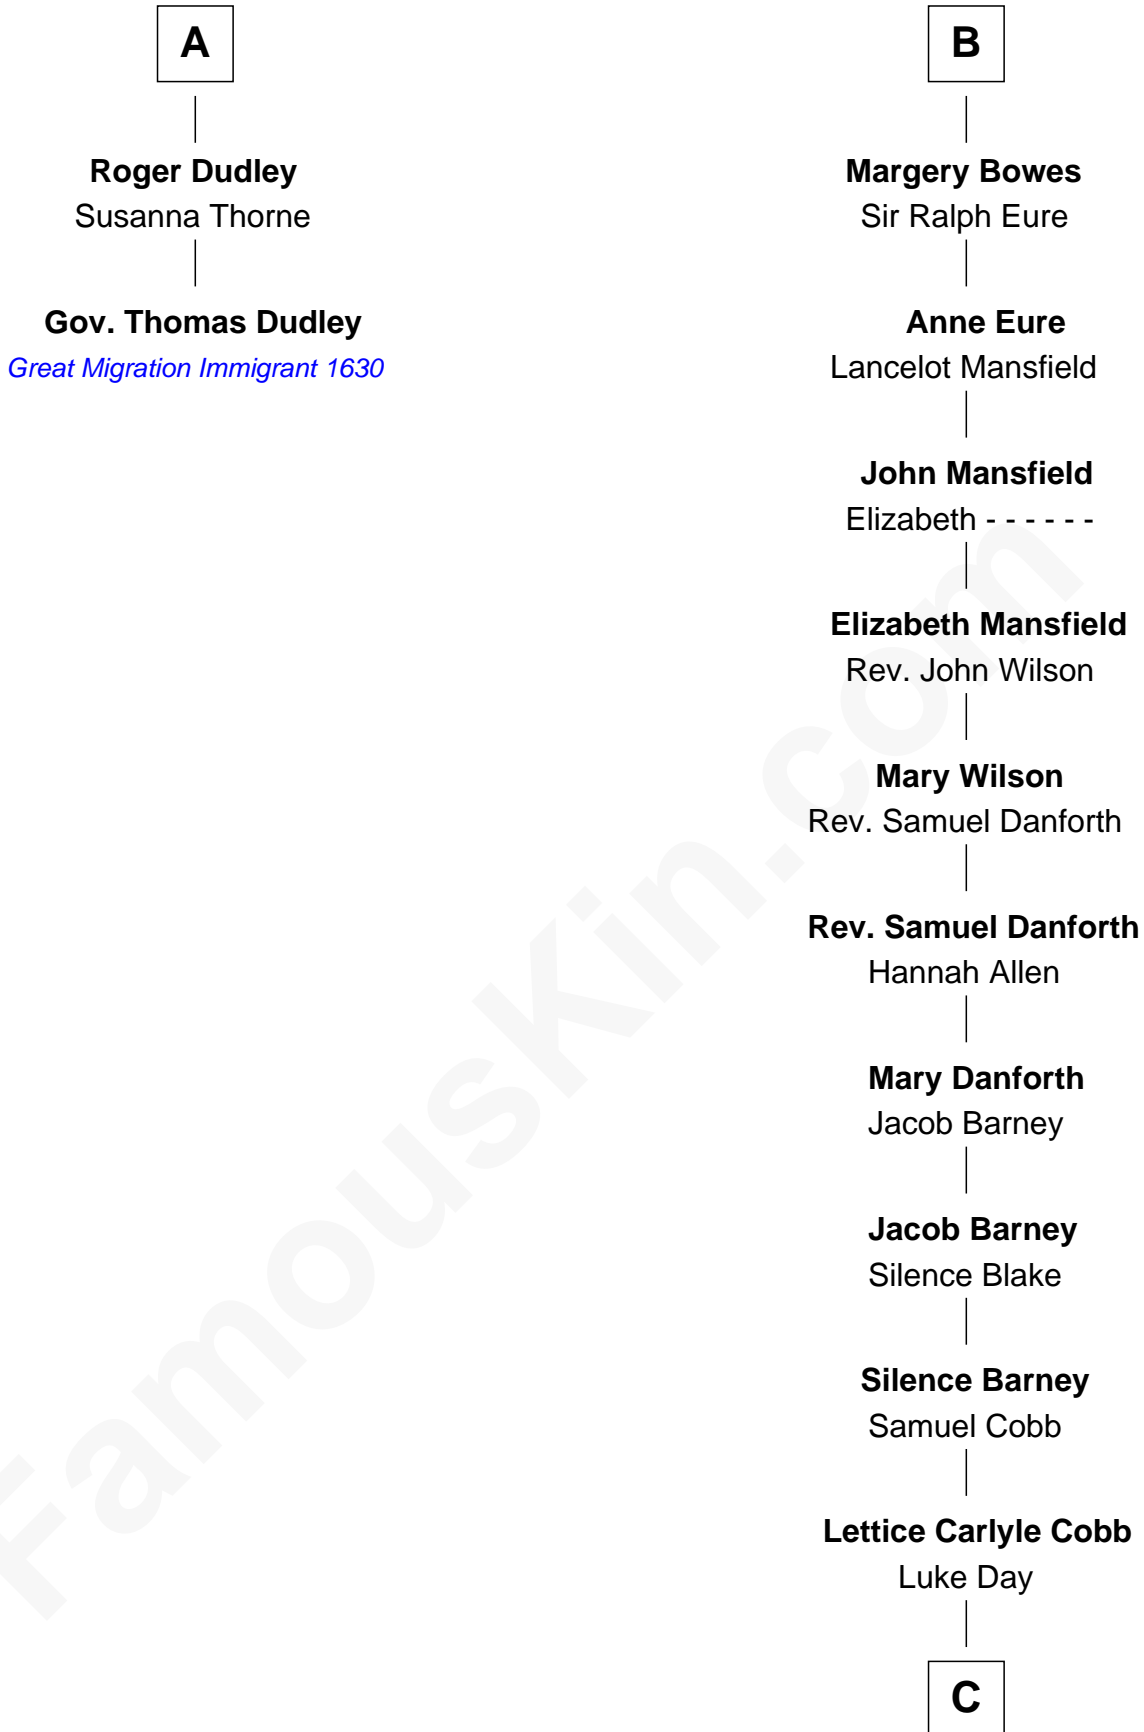 A
Roger Dudley
Susanna Thorne
Gov. Thomas Dudley
Great Migration Immigrant 1630
B
Margery Bowes
Sir Ralph Eure
Anne Eure
Lancelot Mansfield
John Mansfield
Elizabeth - - - - - -
Elizabeth Mansfield
Rev. John Wilson
Mary Wilson
Rev. Samuel Danforth
Rev. Samuel Danforth
Hannah Allen
Mary Danforth
Jacob Barney
Jacob Barney
Silence Blake
Silence Barney
Samuel Cobb
Lettice Carlyle Cobb
Luke Day
C
FamousKin.com